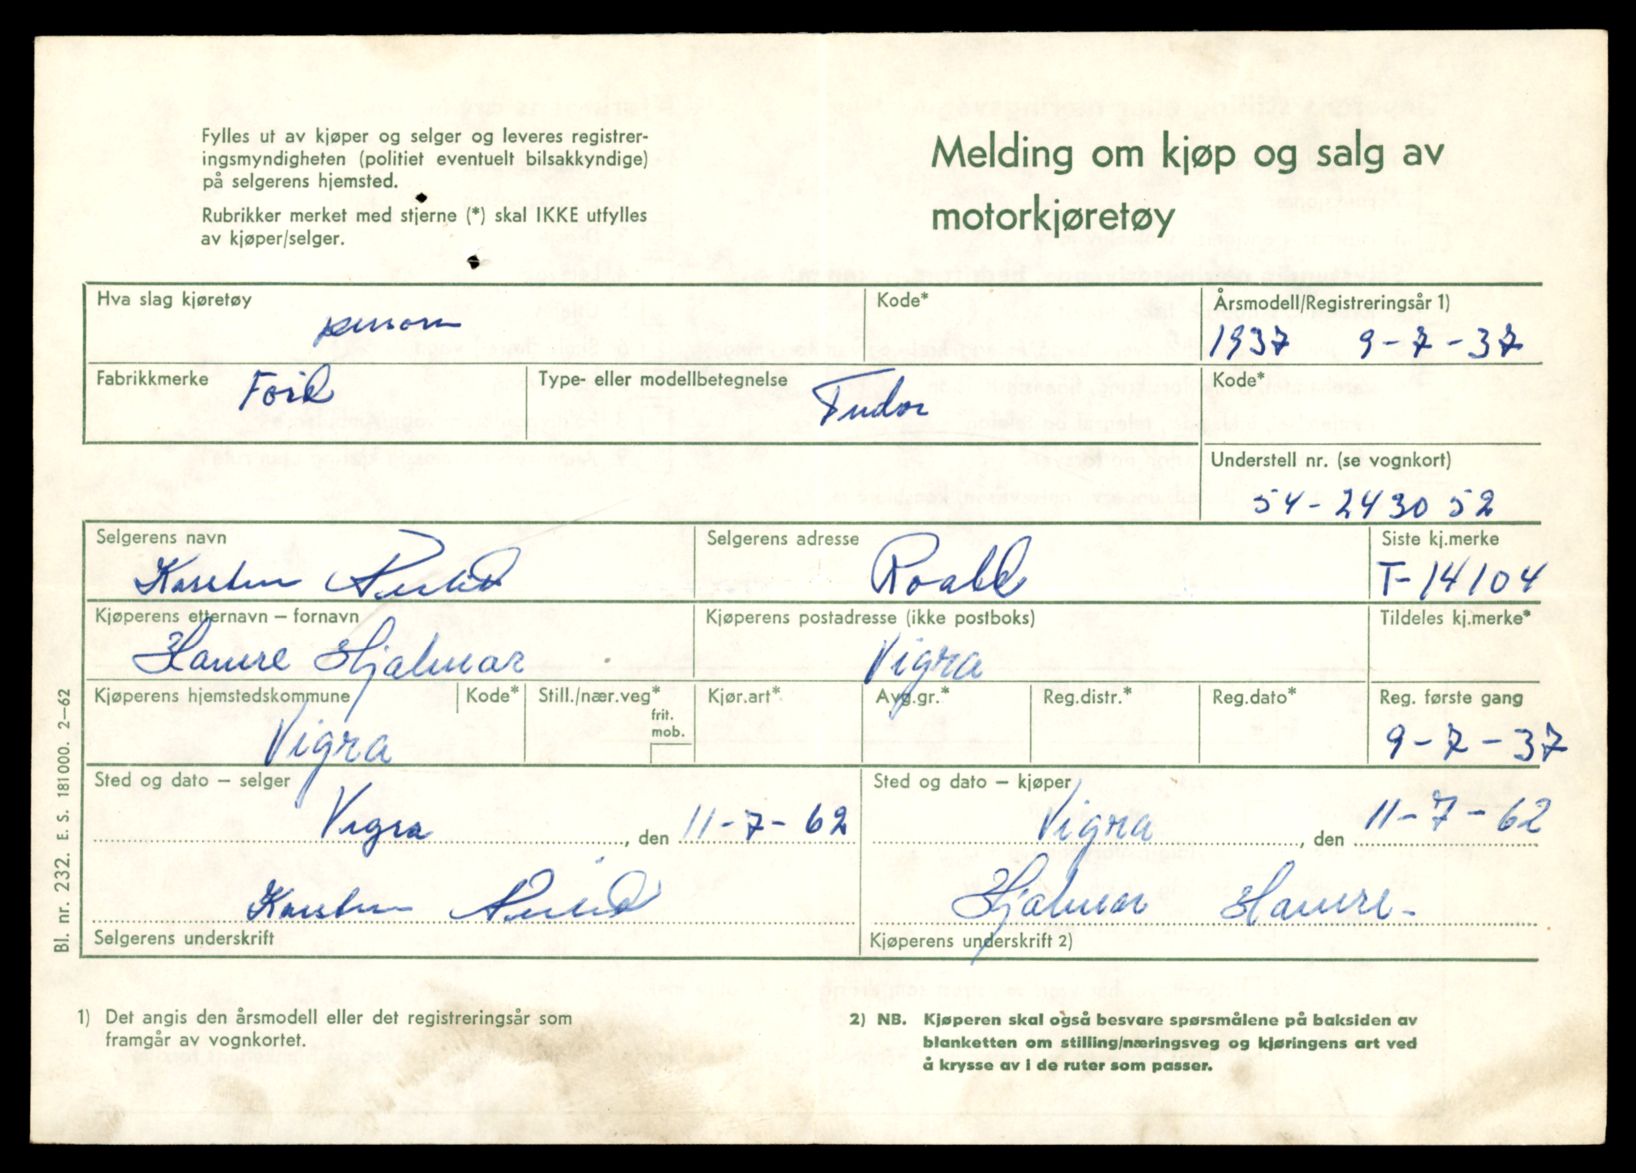 Fylles ut av kjøper og selger og leveres registrer-
ingsmyndigheten (politiet eventuelt bilsakkyndige)
på selgerens hjemsted.
Rubrikker merket med stjerne (*) skal IKKE utfylles
av kjøper/selger.
Melding om kjøp og salg av
motorkjøretøy
Hva slag kjøretøy
person
Kode*
Årsmodell/Registreringsår 1)
1937 9-7-37
Fabrikkmerke
Ford
Type- eller modellbetegnelse
Tudor
Kode*
Understell nr. (se vognkort)
54-243052
Selgerens navn
Karsten
Selgerens adresse
Roald
Siste kj.merke
T-14104
Kjøperens etternavn – fornavn
Hamre Hjalmar
Kjøperens postadresse (ikke postboks)
Vigra
Tildeles kj.merke*
Kjøperens hjemstedskommune
Vigra
Kode*
Still./nær.veg*
frit.
mob.
Kjør.art*
Avg.gr.*
Reg.distr.*
Reg.dato*
Reg. første gang
9-7-37
Sted og dato – selger
Vigra, den 11-7-62
Sted og dato – kjøper
Vigra, den 11-7-62
Karsten
Selgerens underskrift
Hjalmar Hamre.
Kjøperens underskrift 2)
Bl. nr. 232. E. S. 181000. 2–62
1) Det angis den årsmodell eller det registreringsår som
framgår av vognkortet.
2) NB. Kjøperen skal også besvare spørsmålene på baksiden av
blanketten om stilling/næringsveg og kjøringens art ved
å krysse av i de ruter som passer.